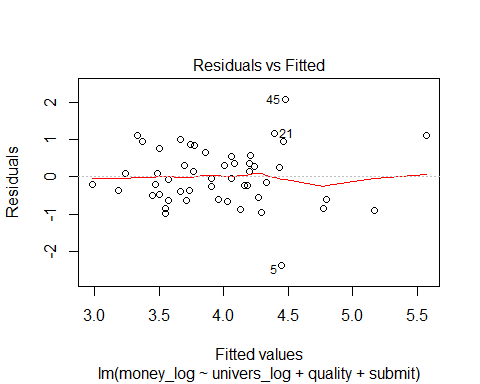 Residuals vs Fitted
Residuals
2
1
0
-1
-2
45
21
5
3.0 3.5 4.0 4.5 5.0 5.5
Fitted values
lm(money_log ~ univers_log + quality + submit)